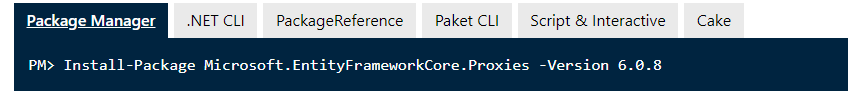 Package Manager .NET CLI PackageReference Paket CLI Script & Interactive Cake
PM> Install-Package Microsoft.EntityFrameworkCore.Proxies -Version 6.0.8